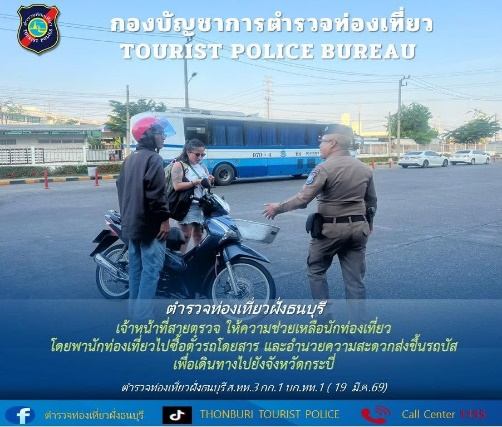 กองบัญชาการตำรวจท่องเที่ยว
TOURIST POLICE BUREAU
TOURIST POLICE
ตำรวจท่องเที่ยวฝั่งธนบุรี
เจ้าหน้าที่สายตรวจ ให้ความช่วยเหลือนักท่องเที่ยว
โดยพานักท่องเที่ยวไปซื้อตั๋วรถโดยสาร และอำนวยความสะดวกส่งขึ้นรถบัส
เพื่อเดินทางไปยังจังหวัดกระบี่
ตำรวจท่องเที่ยวฝั่งธนบุรี ส.ทท.3 กก.1 บก.ทท.1 ( 19 มี.ค.69)
ตำรวจท่องเที่ยวฝั่งธนบุรี
THONBURI TOURIST POLICE
Call Center 1155